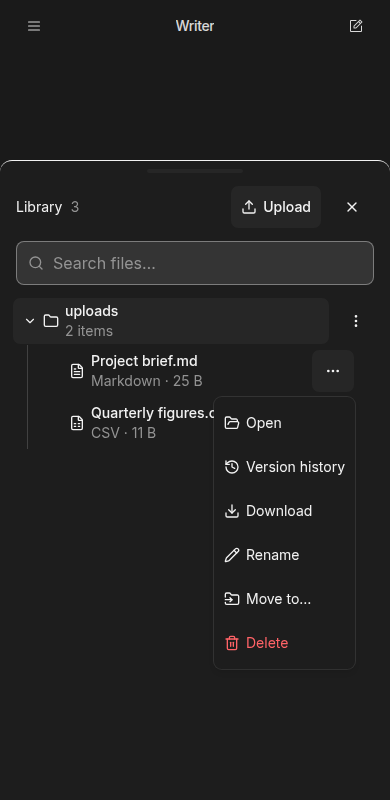 Writer
Library 3
Upload
Search files...
uploads
2 items
Project brief.md
Markdown · 25 B
Quarterly figures.c
CSV · 11 B
Open
Version history
Download
Rename
Move to...
Delete